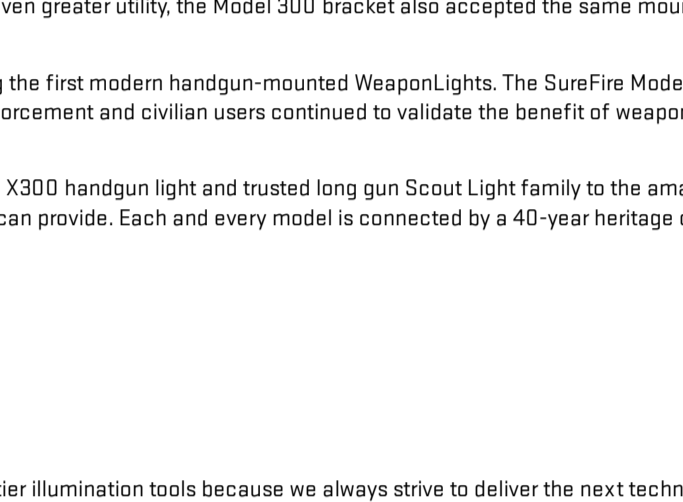 ven greater utility, the Model 300 bracket also accepted the same mou
g the first modern handgun-mounted WeaponLights. The SureFire Mode
orcement and civilian users continued to validate the benefit of weapo
X300 handgun light and trusted long gun Scout Light family to the ama
can provide. Each and every model is connected by a 40-year heritage
tier illumination tools because we always strive to deliver the next techn